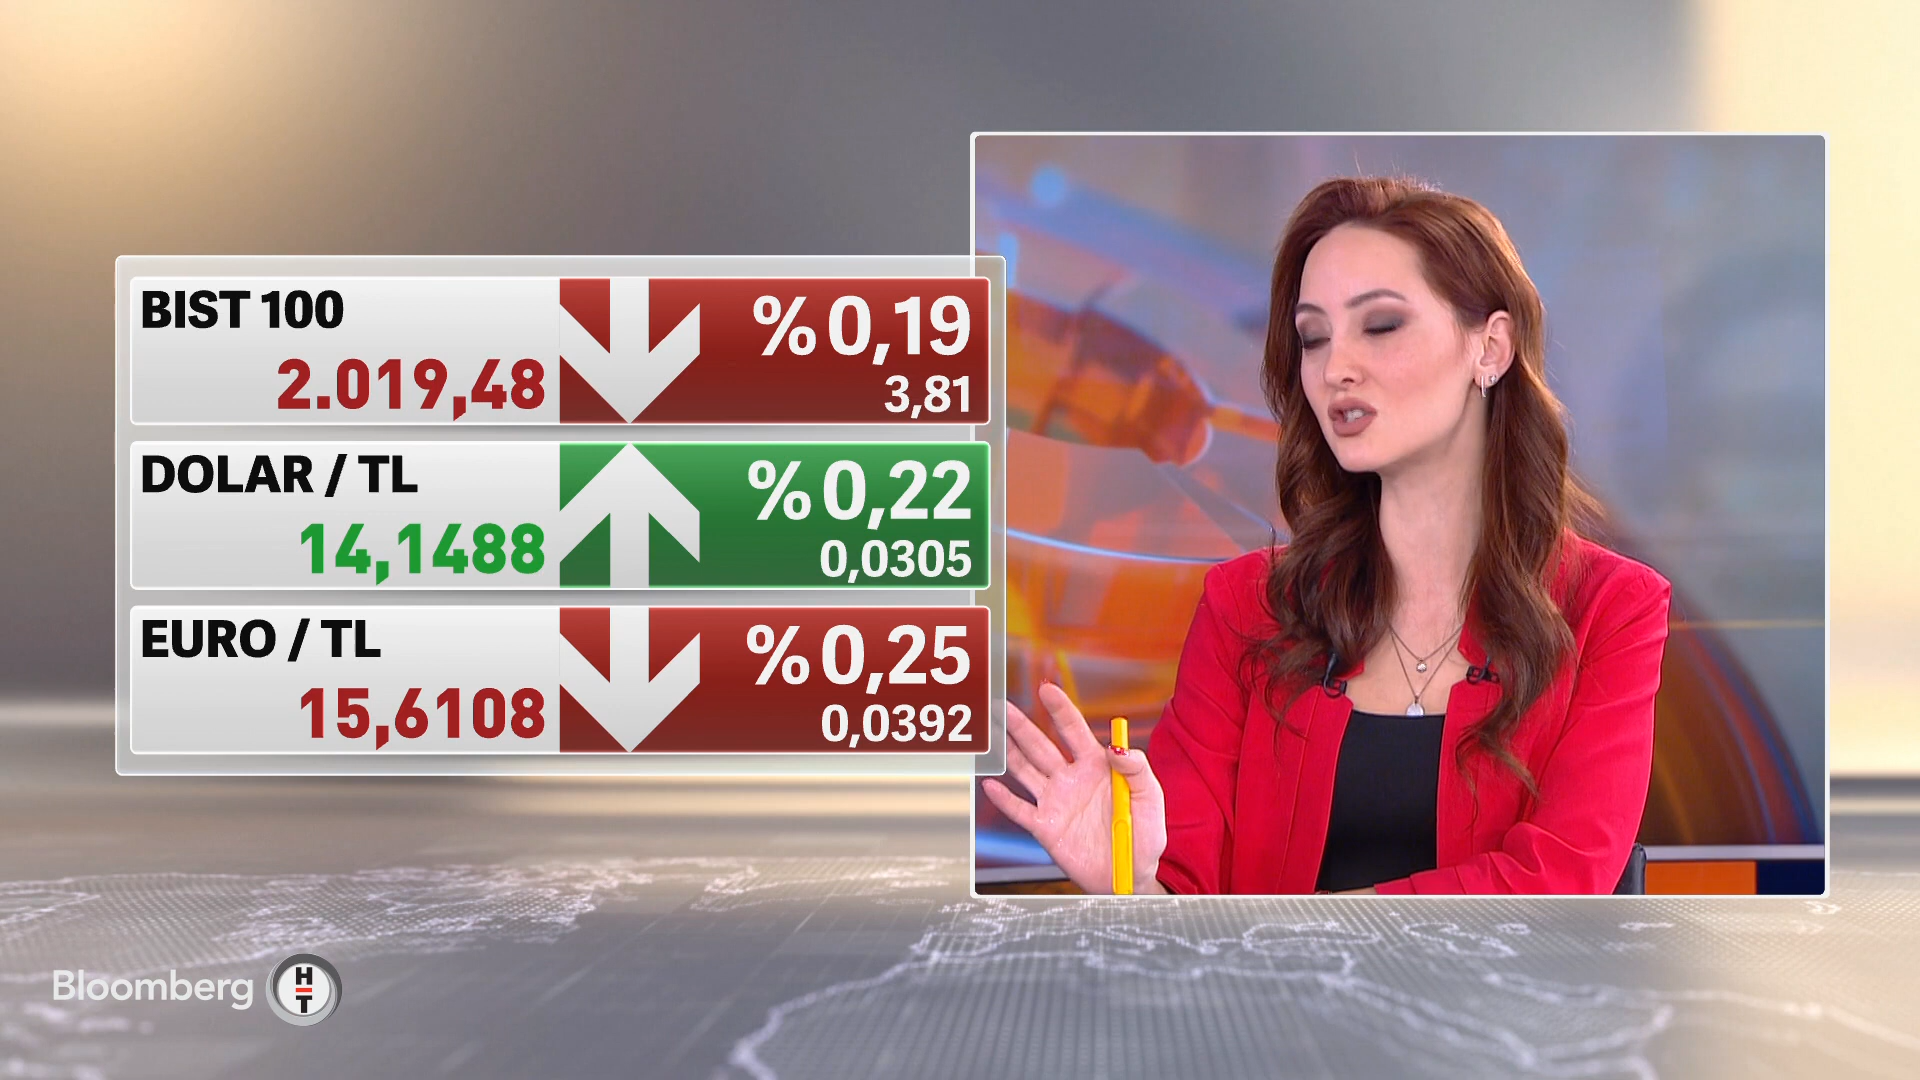 BIST 100
2.019,48
%0,19
3,81
DOLAR / TL
14,1488
%0,22
0,0305
EURO / TL
15,6108
%0,25
0,0392
Bloomberg HT